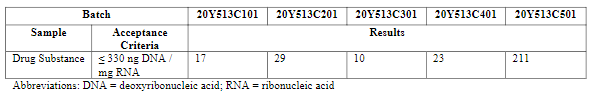 Batch 20Y513C101 20Y513C201 20Y513C301 20Y513C401 20Y513C501
Sample Acceptance Criteria Results
Drug Substance ≤ 330 ng DNA / mg RNA 17 29 10 23 211
Abbreviations: DNA = deoxyribonucleic acid; RNA = ribonucleic acid